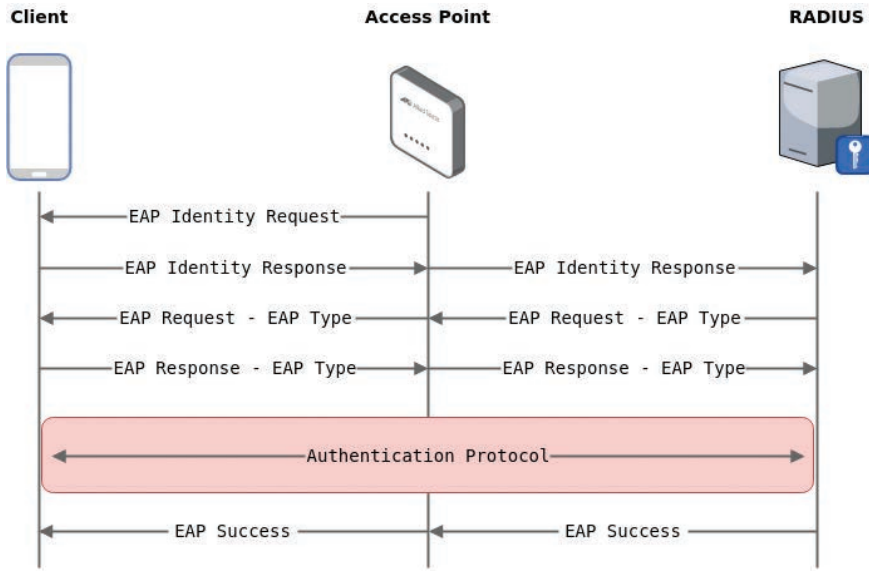 Client Access Point RADIUS
EAP Identity Request
EAP Identity Response EAP Identity Response
EAP Request - EAP Type EAP Request - EAP Type
EAP Response - EAP Type EAP Response - EAP Type
Authentication Protocol
EAP Success EAP Success